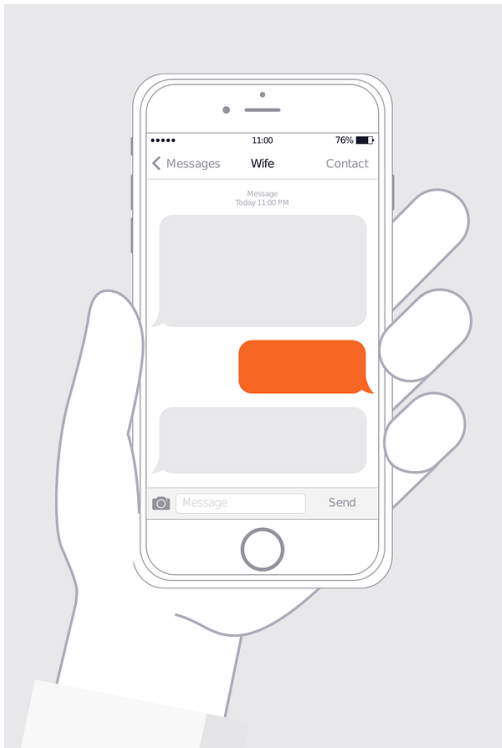 11:00 76%
Messages Wife Contact
Message
Today 11:00 PM
Message Send